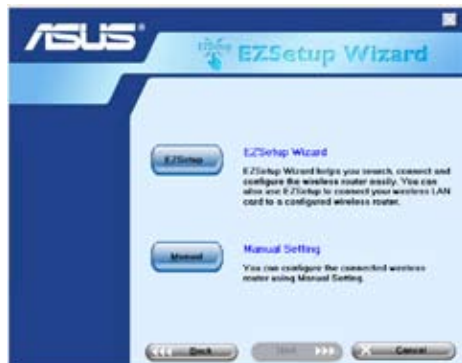 ASUS
EZSetup Wizard
EZSetup
EZSetup Wizard
EZSetup Wizard helps you search, connect and
configure the wireless router easily. You can
also use EZSetup to connect your wireless LAN
card to a configured wireless router.
Manual
Manual Setting
You can configure the connected wireless
router using Manual Setting.
Back
Next
Cancel